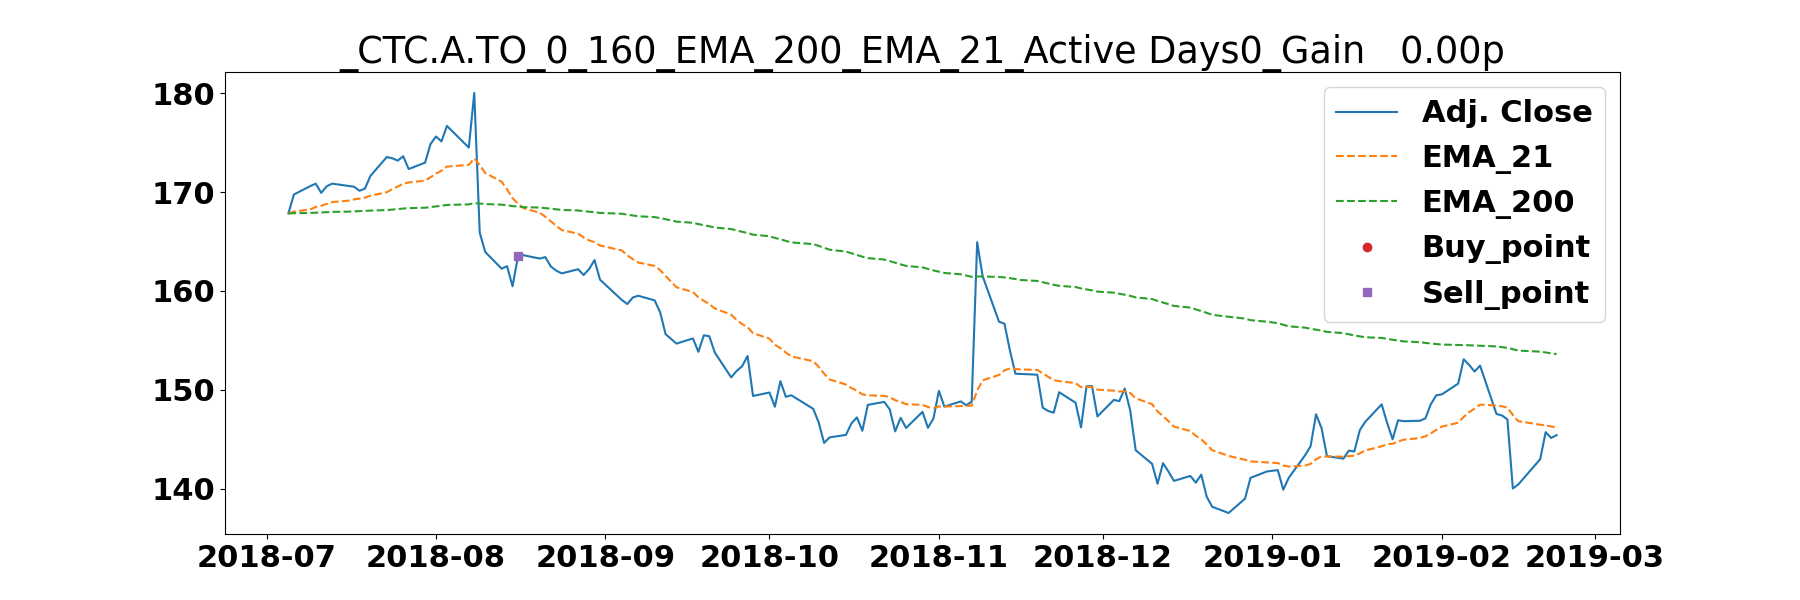 _CTC.A.TO_0_160_EMA_200_EMA_21_Active Days0_Gain   0.00p
180
170
160
150
140
Adj. Close
EMA_21
EMA_200
Buy_point
Sell_point
2018-07 2018-08 2018-09 2018-10 2018-11 2018-12 2019-01 2019-02 2019-03